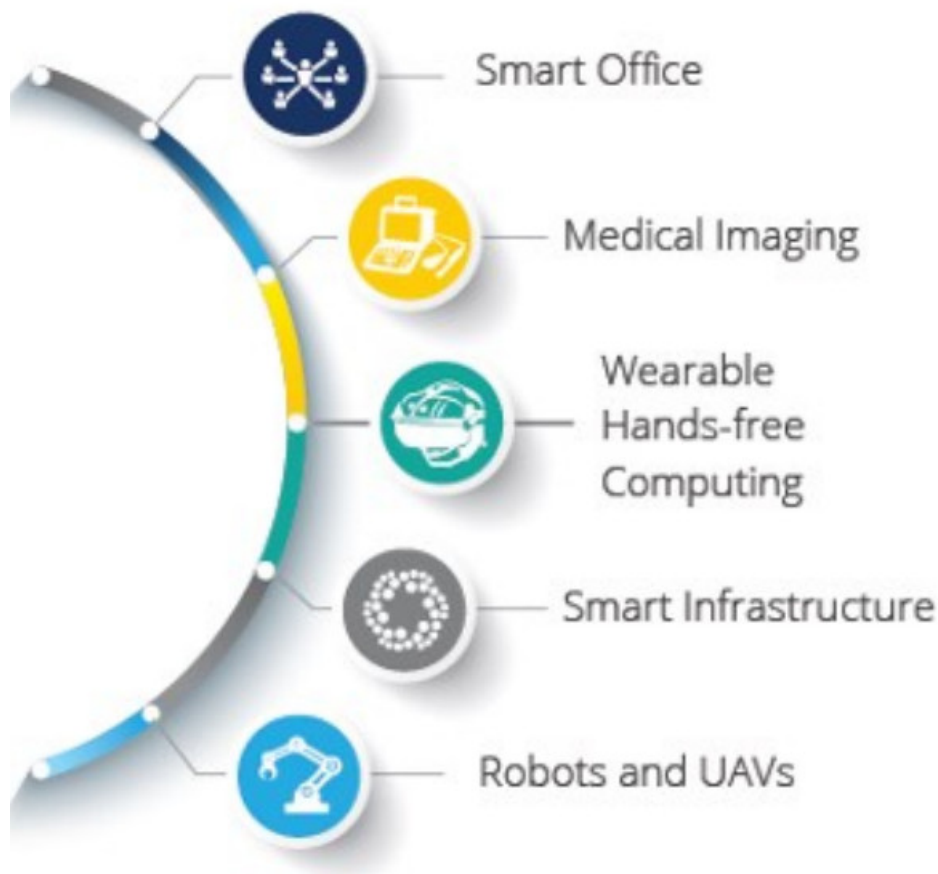 Smart Office
Medical Imaging
Wearable
Hands-free
Computing
Smart Infrastructure
Robots and UAVs